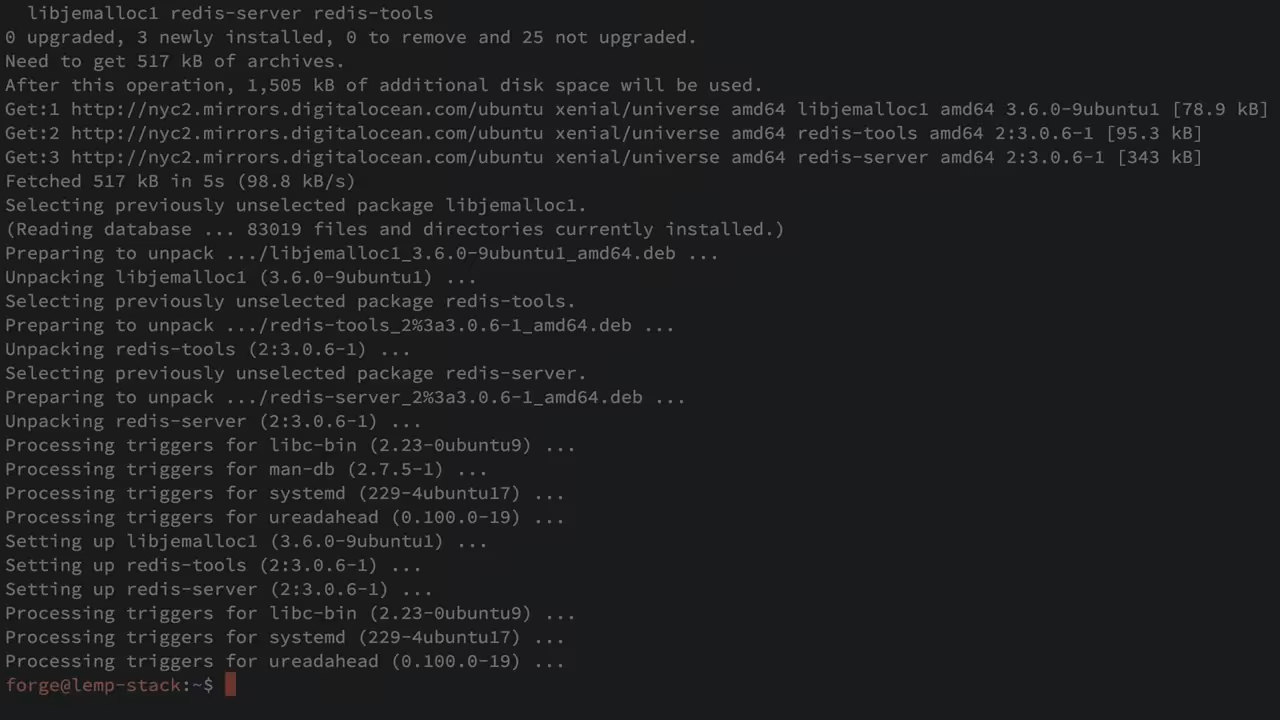 libjemalloc1 redis-server redis-tools
0 upgraded, 3 newly installed, 0 to remove and 25 not upgraded.
Need to get 517 kB of archives.
After this operation, 1,505 kB of additional disk space will be used.
Get:1 http://nyc2.mirrors.digitalocean.com/ubuntu xenial/universe amd64 libjemalloc1 amd64 3.6.0-9ubuntu1 [78.9 kB]
Get:2 http://nyc2.mirrors.digitalocean.com/ubuntu xenial/universe amd64 redis-tools amd64 2:3.0.6-1 [95.3 kB]
Get:3 http://nyc2.mirrors.digitalocean.com/ubuntu xenial/universe amd64 redis-server amd64 2:3.0.6-1 [343 kB]
Fetched 517 kB in 5s (98.8 kB/s)
Selecting previously unselected package libjemalloc1.
(Reading database ... 83019 files and directories currently installed.)
Preparing to unpack .../libjemalloc1_3.6.0-9ubuntu1_amd64.deb ...
Unpacking libjemalloc1 (3.6.0-9ubuntu1) ...
Selecting previously unselected package redis-tools.
Preparing to unpack .../redis-tools_2%3a3.0.6-1_amd64.deb ...
Unpacking redis-tools (2:3.0.6-1) ...
Selecting previously unselected package redis-server.
Preparing to unpack .../redis-server_2%3a3.0.6-1_amd64.deb ...
Unpacking redis-server (2:3.0.6-1) ...
Processing triggers for libc-bin (2.23-0ubuntu9) ...
Processing triggers for man-db (2.7.5-1) ...
Processing triggers for systemd (229-4ubuntu17) ...
Processing triggers for ureadahead (0.100.0-19) ...
Setting up libjemalloc1 (3.6.0-9ubuntu1) ...
Setting up redis-tools (2:3.0.6-1) ...
Setting up redis-server (2:3.0.6-1) ...
Processing triggers for libc-bin (2.23-0ubuntu9) ...
Processing triggers for systemd (229-4ubuntu17) ...
Processing triggers for ureadahead (0.100.0-19) ...
forge@lemp-stack:~$